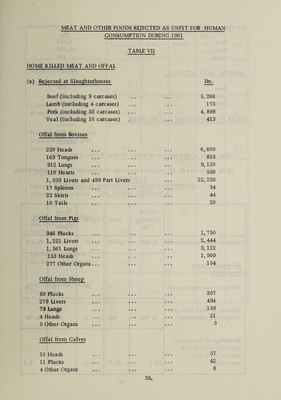 MEAT AND OTHER FOODS REJECTED AS UNFIT FOR HUMAN
CONSUMPTION DURING 1961
TABLE VII
HOME KILLED MEAT AND OFFAL
(a) Rejected at Slaughterhouses lbs.
Beef (including 9 carcases) ... ... 5,266
Lamb (including 4 carcases) ... ... 173
Pork (including 33 carcases) ... ... 4,888
Veal (including 10 carcases) ... ... 413
Offal from Bovines
220 Heads ... ... ... 6,600
163 Tongues ... ... ... 815
912 Lungs ... ... ... 9,120
110 Hearts ... ... ...
1,539 Livers and 499 Part Livers ... 22,226
17 Spleens ... ... ... 34
22 Skirts ... ... ... 44
10 Tails ... ... ... 20
Offal from Pigs
346 Plucks ... ... ... 1,750
1,221 Livers ... ... ... 2,444
1,561 Lungs ... ... ... 3,122
153 Heads ... ... ... 1,909
277 Other Organs ... ... ... 154
Offal from Sheep
89 Plucks ... ... ... 357
279 Livers ... ... ... 494
79 Lungs ... ... ... 139
4 Heads ... ... ... 21
5 Other Organs ... ... ... 3
Offal from Calves
10 Heads ... ... ... 57
11 Plucks ... ... ... 42
4 Other Organs ... ... ... 8
39.